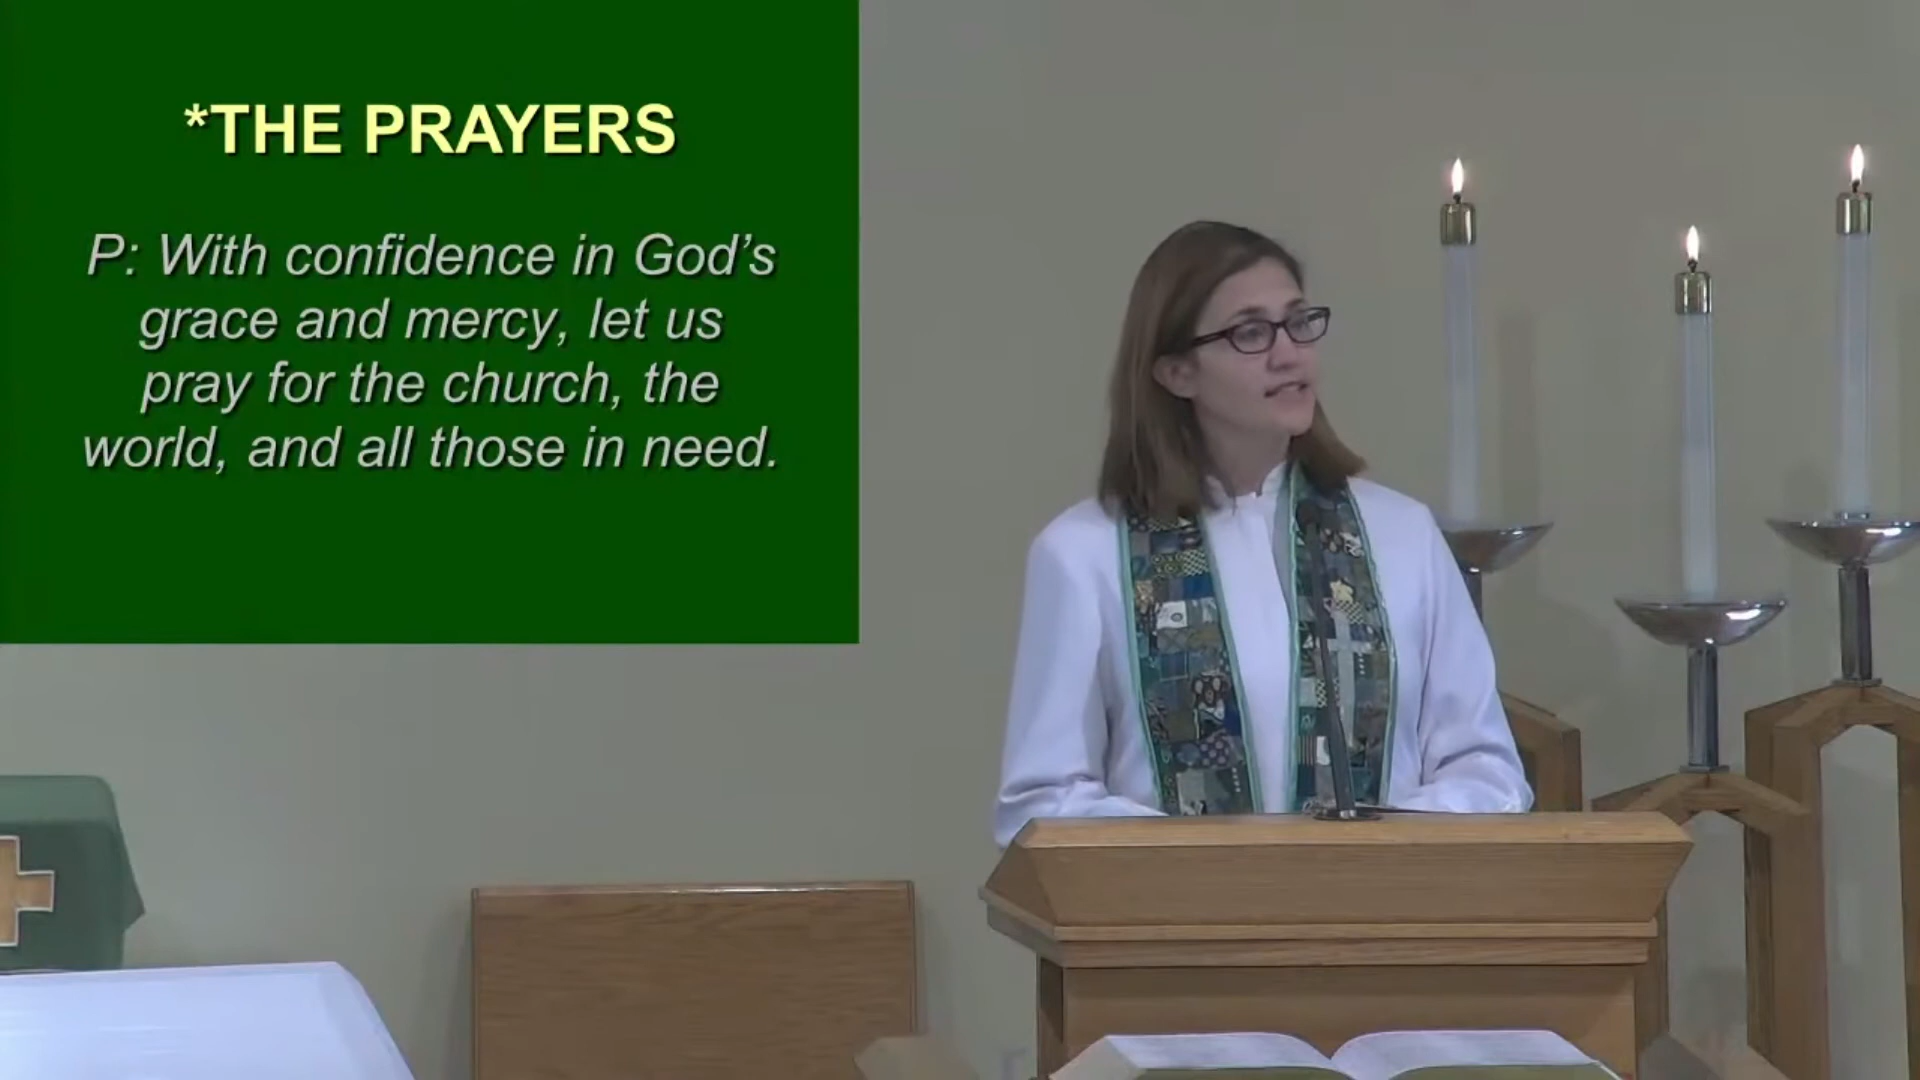 *THE PRAYERS
P: With confidence in God’s
grace and mercy, let us
pray for the church, the
world, and all those in need.